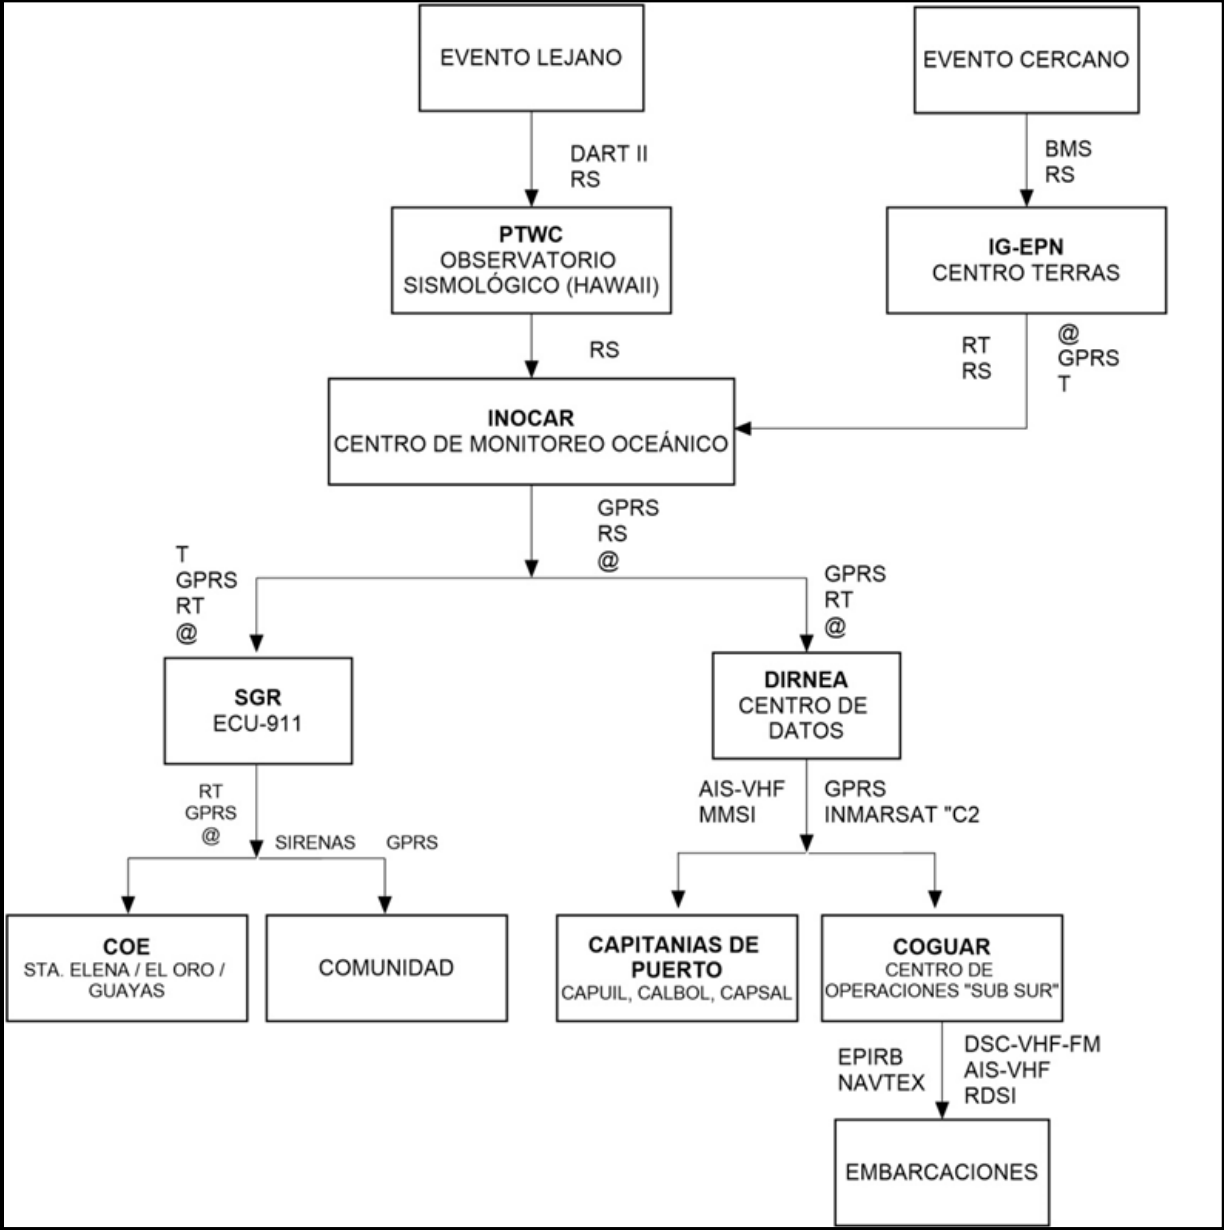 EVENTO LEJANO
EVENTO CERCANO
DART II
RS
BMS
RS
PTWC
OBSERVATORIO
SISMOLÓGICO (HAWAII)
IG-EPN
CENTRO TERRAS
RS
RT
RS
@
GPRS
T
INOCAR
CENTRO DE MONITOREO OCEÁNICO
GPRS
RS
@
T
GPRS
RT
@
GPRS
RT
@
SGR
ECU-911
DIRNEA
CENTRO DE
DATOS
RT
GPRS
@
SIRENAS
GPRS
AIS-VHF
MMSI
GPRS
INMARSAT "C2
COE
STA. ELENA / EL ORO /
GUAYAS
COMUNIDAD
CAPITANIAS DE
PUERTO
CAPUIL, CALBOL, CAPSAL
COGUAR
CENTRO DE
OPERACIONES "SUB SUR"
EPIRB
NAVTEX
DSC-VHF-FM
AIS-VHF
RDSI
EMBARCACIONES